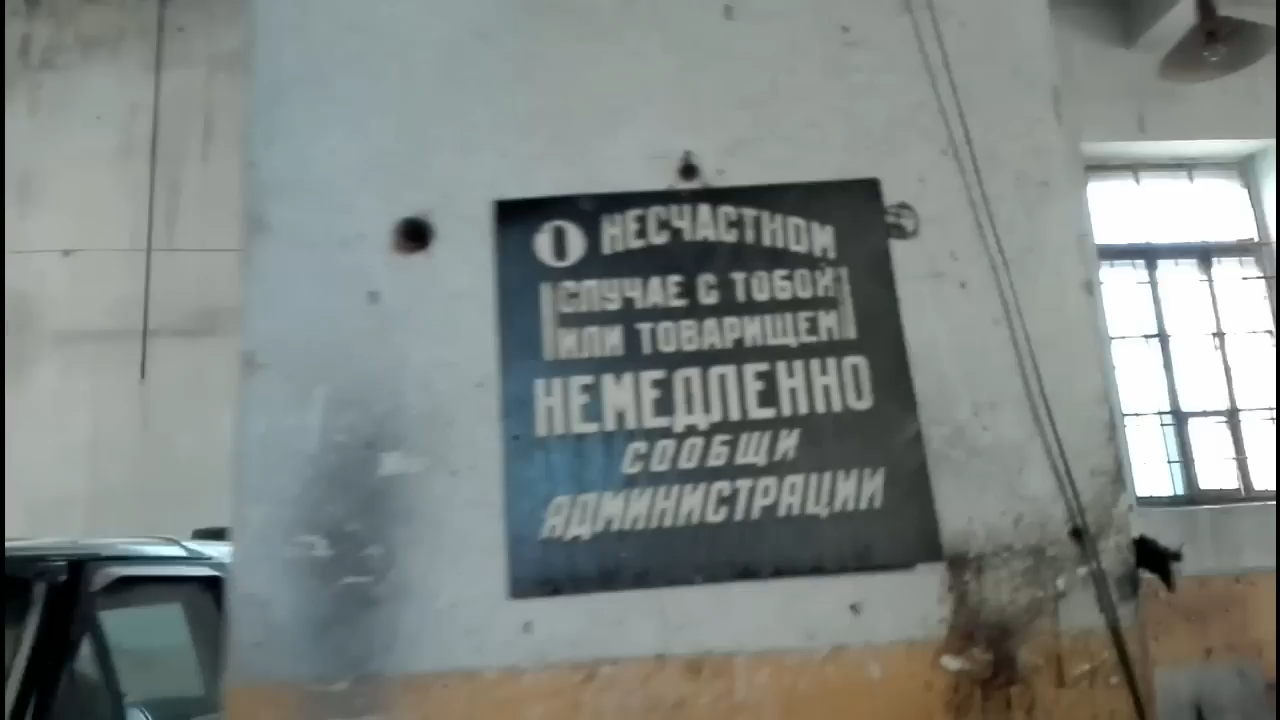 О НЕСЧАСТНОМ
СЛУЧАЕ С ТОБОЙ
ИЛИ ТОВАРИЩЕМ
НЕМЕДЛЕННО
СООБЩИ
АДМИНИСТРАЦИИ